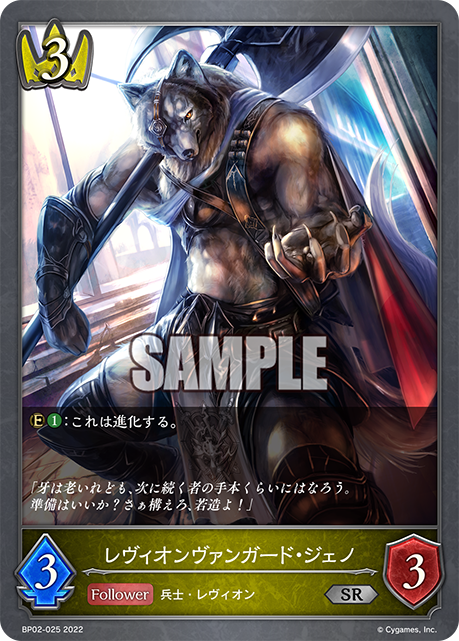 3
SAMPLE
E 1：これは進化する。
「牙は老いれども、次に続く者の手本くらいにはなろう。
準備はいいか？さぁ構えろ、若造よ！」
レヴィオンヴァンガード・ジェノ
3
Follower 兵士・レヴィオン
SR
3
BP02-025 2022
© Cygames, Inc.